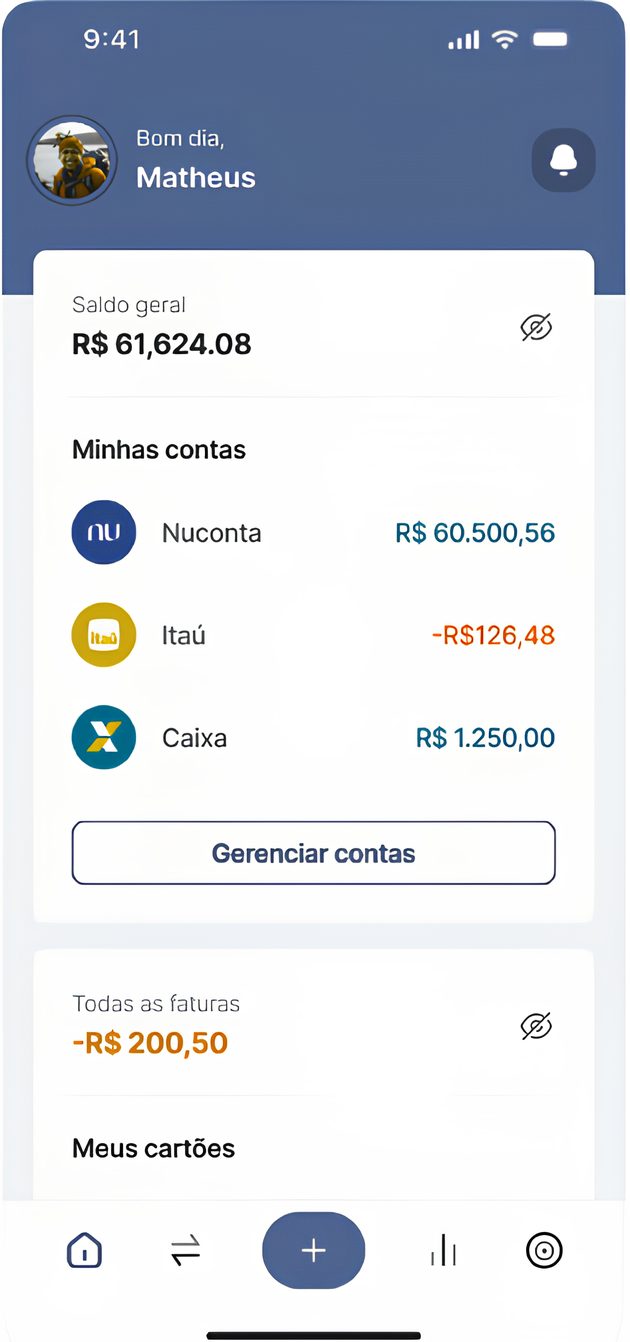 9:41
Bom dia,
Matheus
Saldo geral
R$ 61,624.08
Minhas contas
nu Nuconta R$ 60.500,56
Itaú Itaú -R$126,48
Caixa R$ 1.250,00
Gerenciar contas
Todas as faturas
-R$ 200,50
Meus cartões